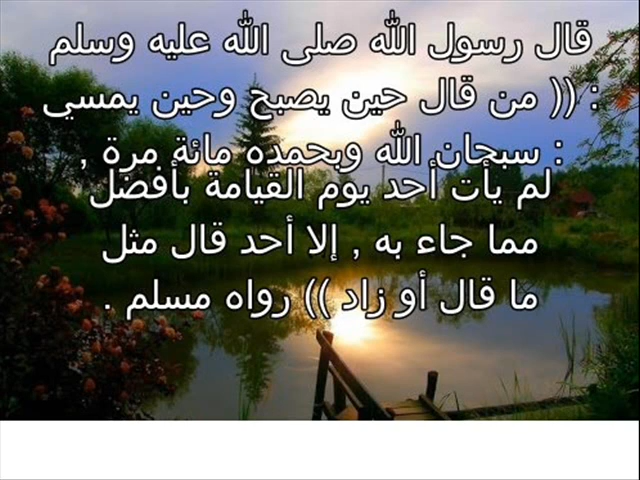 قال رسول الله صلى الله عليه وسلم
: (( من قال حين يصبح وحين يمسي
: سبحان الله وبحمده مائة مرة ,
لم يأت أحد يوم القيامة بأفضل
مما جاء به , إلا أحد قال مثل
ما قال أو زاد )) رواه مسلم .